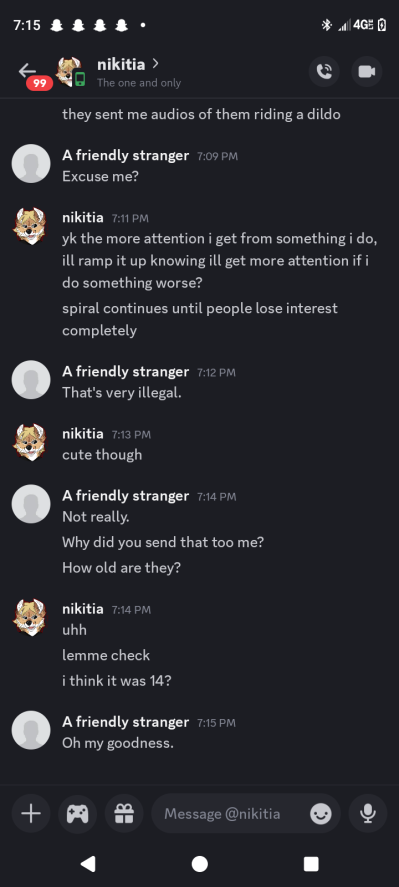 7:15
4G
99
nikitia
The one and only
they sent me audios of them riding a dildo
A friendly stranger 7:09 PM
Excuse me?
nikitia 7:11 PM
yk the more attention i get from something i do,
ill ramp it up knowing ill get more attention if i
do something worse?
spiral continues until people lose interest
completely
A friendly stranger 7:12 PM
That's very illegal.
nikitia 7:13 PM
cute though
A friendly stranger 7:14 PM
Not really.
Why did you send that too me?
How old are they?
nikitia 7:14 PM
uhh
lemme check
i think it was 14?
A friendly stranger 7:15 PM
Oh my goodness.
Message @nikitia